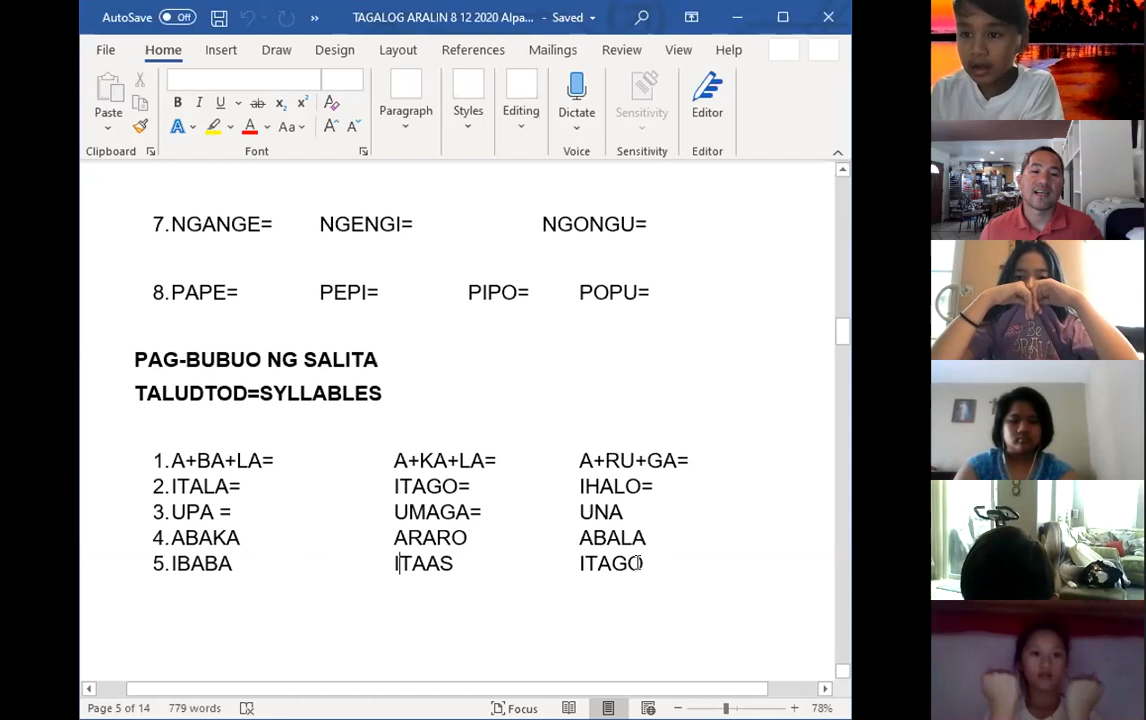 AutoSave Off TAGALOG ARALIN 8 12 2020 Alpa... - Saved
File Home Insert Draw Design Layout References Mailings Review View Help
Paste B I U ab x₂ x² A A Aa A A Paragraph Styles Editing Dictate Sensitivity Editor
Clipboard Font Voice Sensitivity Editor
7. NGANGE= NGENGI= NGONGU=
8. PAPE= PEPI= PIPO= POPU=
PAG-BUBUO NG SALITA
TALUDTOD=SYLLABLES
1. A+BA+LA= A+KA+LA= A+RU+GA=
2. ITALA= ITAGO= IHALO=
3. UPA = UMAGA= UNA
4. ABAKA ARARO ABALA
5. IBABA ITAAS ITAGO
Page 5 of 14 779 words Focus 78%